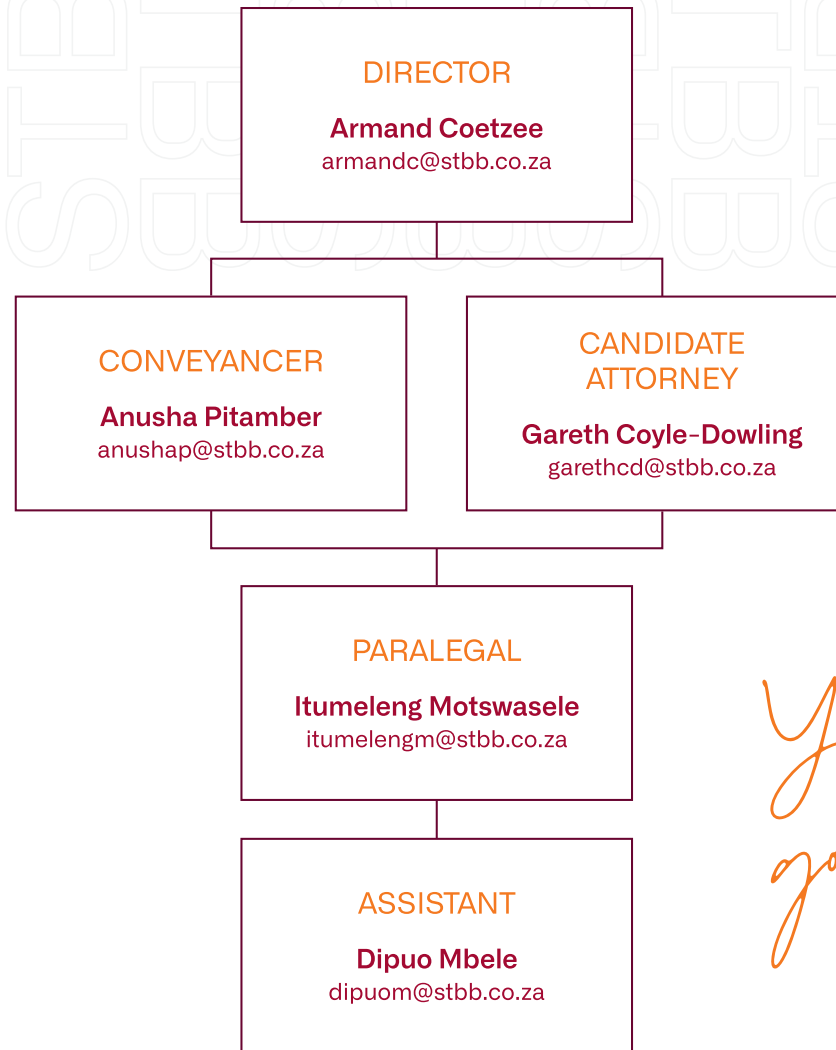 DIRECTOR
Armand Coetzee
armandc@stbb.co.za
CONVEYANCER
Anusha Pitamber
anushap@stbb.co.za
CANDIDATE
ATTORNEY
Gareth Coyle-Dowling
garethcd@stbb.co.za
PARALEGAL
Itumeleng Motswasele
itumelengm@stbb.co.za
ASSISTANT
Dipuo Mbele
dipuom@stbb.co.za